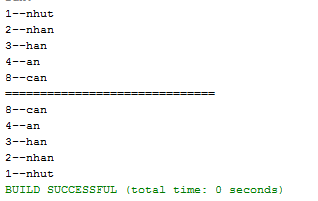 1--nhut
2--nhan
3--han
4--an
8--can
==============================
8--can
4--an
3--han
2--nhan
1--nhut
BUILD SUCCESSFUL (total time: 0 seconds)